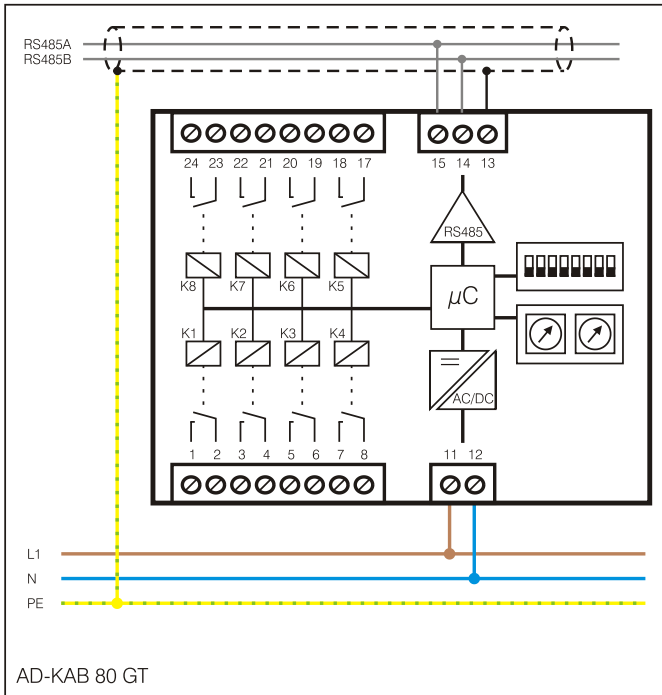 RS485A
RS485B
24 23 22 21 20 19 18 17
15 14 13
RS485
K8 K7 K6 K5
µC
K1 K2 K3 K4
AC/DC
1 2 3 4 5 6 7 8
11 12
L1
N
PE
AD-KAB 80 GT